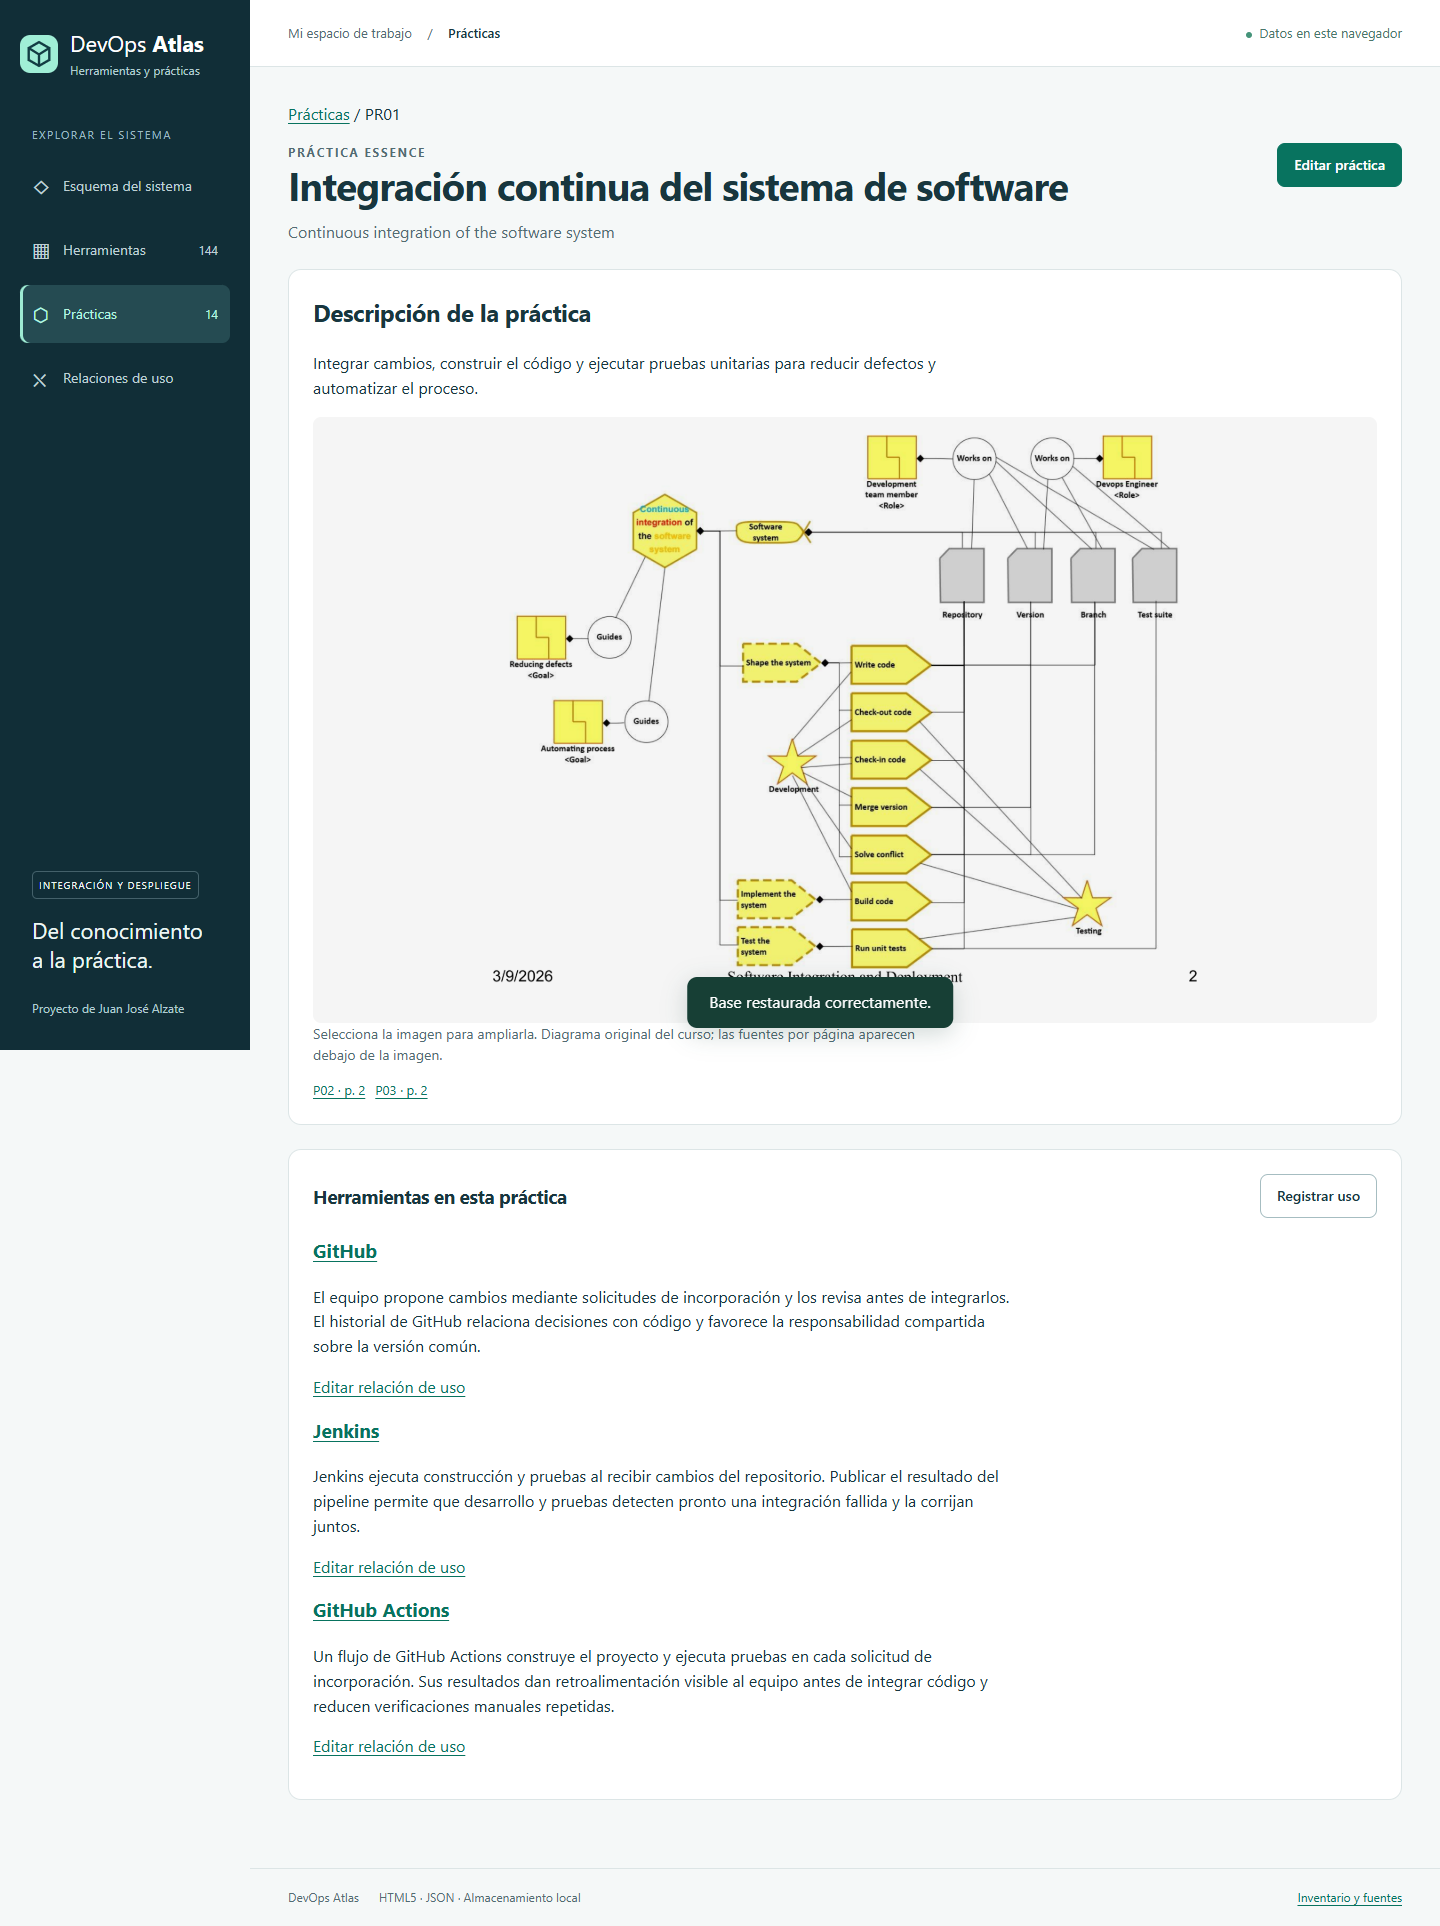 DevOps Atlas
Herramientas y prácticas
EXPLORAR EL SISTEMA
Esquema del sistema
Herramientas 144
Prácticas 14
Relaciones de uso
INTEGRACIÓN Y DESPLIEGUE
Del conocimiento
a la práctica.
Proyecto de Juan José Alzate
Mi espacio de trabajo / Prácticas
Datos en este navegador
Prácticas / PR01
PRÁCTICA ESSENCE
Integración continua del sistema de software
Continuous integration of the software system
Editar práctica
Descripción de la práctica
Integrar cambios, construir el código y ejecutar pruebas unitarias para reducir defectos y
automatizar el proceso.
Development
team member
<Role>
Works on
Works on
Devops Engineer
<Role>
Continuous
integration of
the software
system
Software
system
Repository
Version
Branch
Test suite
Guides
Reducing defects
<Goal>
Guides
Automating process
<Goal>
Shape the system
Write code
Check-out code
Check-in code
Development
Merge version
Solve conflict
Implement the
system
Build code
Test the
system
Run unit tests
Testing
3/9/2026
Software Integration and Deployment
2
Base restaurada correctamente.
Selecciona la imagen para ampliarla. Diagrama original del curso; las fuentes por página aparecen
debajo de la imagen.
P02 · p. 2 P03 · p. 2
Herramientas en esta práctica
Registrar uso
GitHub
El equipo propone cambios mediante solicitudes de incorporación y los revisa antes de integrarlos.
El historial de GitHub relaciona decisiones con código y favorece la responsabilidad compartida
sobre la versión común.
Editar relación de uso
Jenkins
Jenkins ejecuta construcción y pruebas al recibir cambios del repositorio. Publicar el resultado del
pipeline permite que desarrollo y pruebas detecten pronto una integración fallida y la corrijan
juntos.
Editar relación de uso
GitHub Actions
Un flujo de GitHub Actions construye el proyecto y ejecuta pruebas en cada solicitud de
incorporación. Sus resultados dan retroalimentación visible al equipo antes de integrar código y
reducen verificaciones manuales repetidas.
Editar relación de uso
DevOps Atlas HTML5 · JSON · Almacenamiento local
Inventario y fuentes